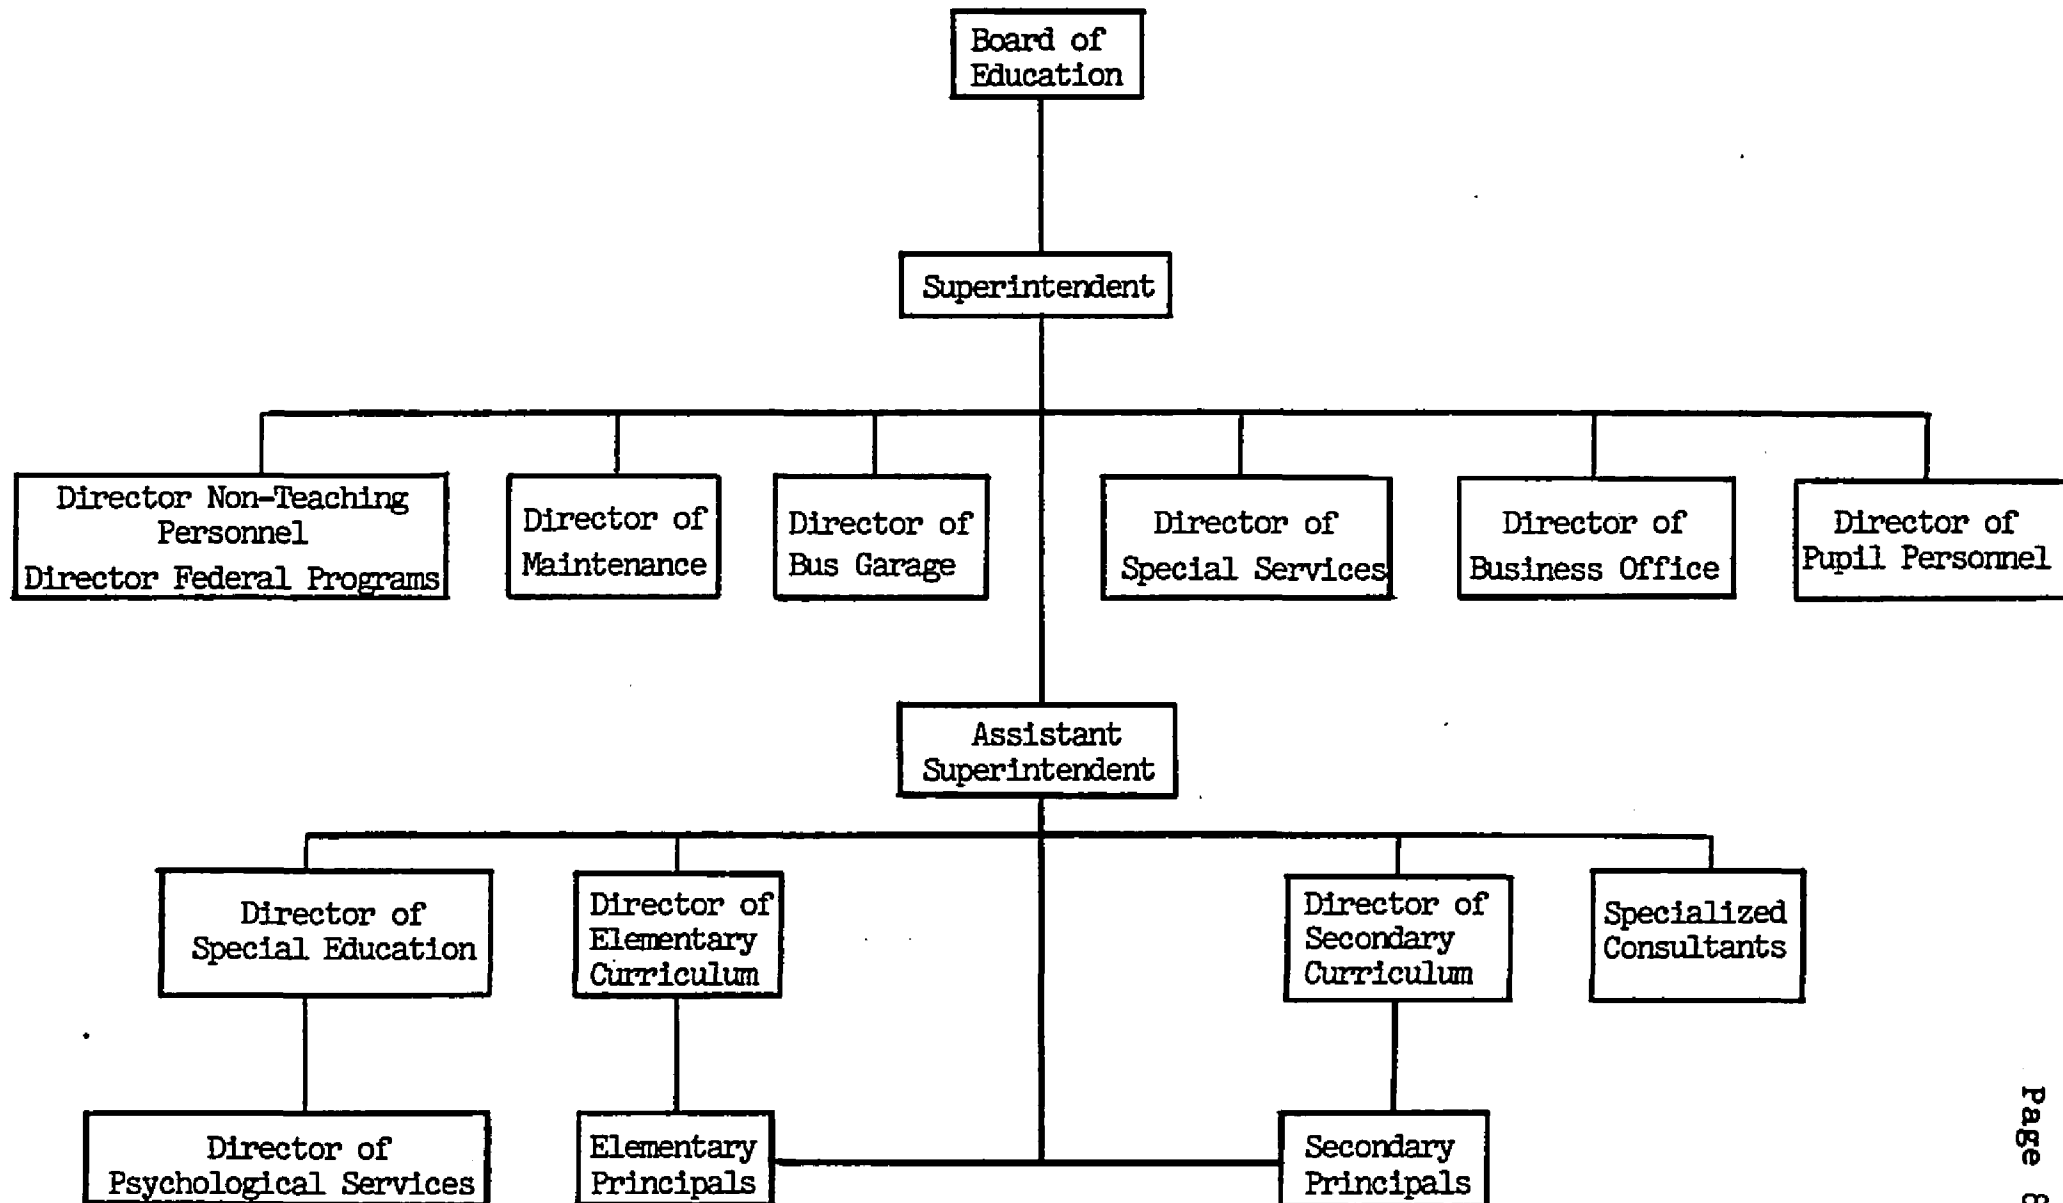 Board of
Education
Superintendent
Director Non-Teaching
Personnel
Director Federal Programs
Director of
Maintenance
Director of
Bus Garage
Director of
Special Services
Director of
Business Office
Director of
Pupil Personnel
Assistant
Superintendent
Director of
Special Education
Director of
Elementary
Curriculum
Director of
Secondary
Curriculum
Specialized
Consultants
Director of
Psychological Services
Elementary
Principals
Secondary
Principals
Page 8